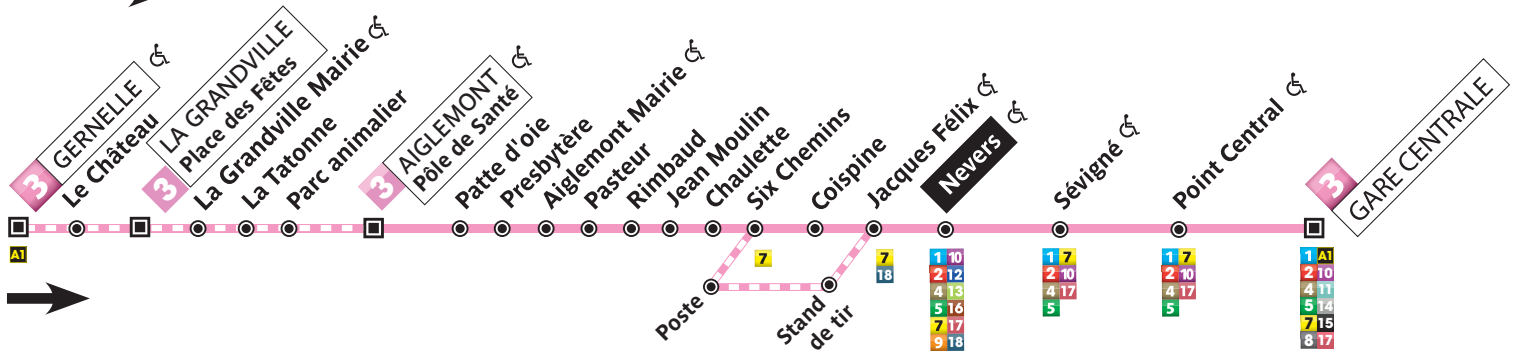 3 GERNELLE
Le Château
3 LA GRANDVILLE
Place des Fêtes
La Grandville Mairie
La Tatonne
Parc animalier
3 AIGLEMONT
Pôle de Santé
Patte d'oie
Presbytère
Aiglemont Mairie
Pasteur
Rimbaud
Jean Moulin
Chaulette
Six Chemins
Coispine
Jacques Félix
Nevers
Sévigné
Point Central
3 GARE CENTRALE
Poste
Stand
de tir
A1
7
7
18
1 10
2 12
4 13
5 16
7 17
9 18
1 7
2 10
4 17
5
1 7
2 10
4 17
5
1 A1
2 10
4 11
5 14
7 15
8 17